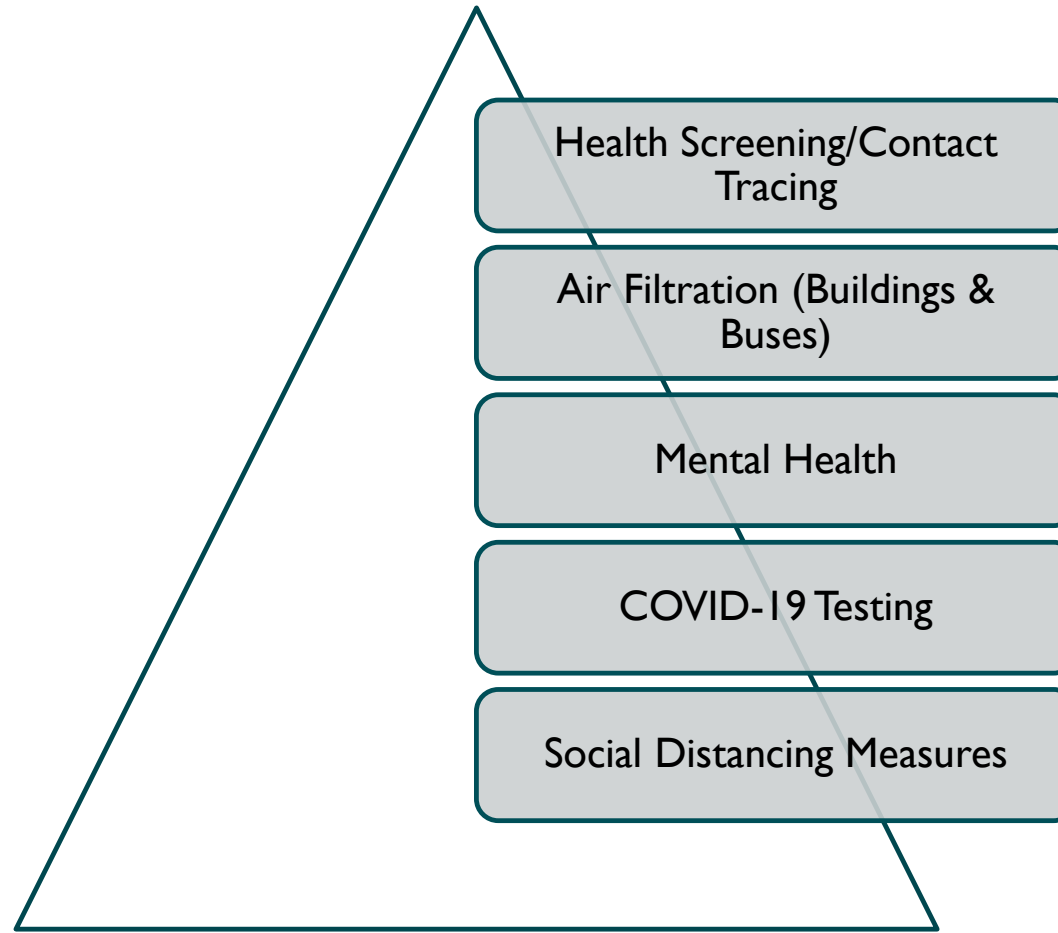 Health Screening/Contact
Tracing
Air Filtration (Buildings &
Buses)
Mental Health
COVID-19 Testing
Social Distancing Measures